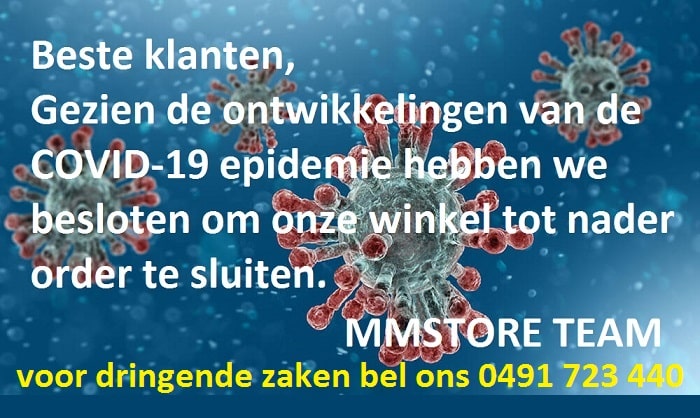 Beste klanten,
Gezien de ontwikkelingen van de
COVID-19 epidemie hebben we
besloten om onze winkel tot nader
order te sluiten.
MMSTORE TEAM
voor dringende zaken bel ons 0491 723 440